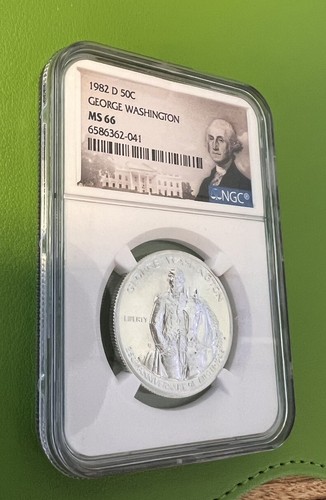 1982 D 50C
GEORGE WASHINGTON
MS 66
6586362-041
NGC®
GEORGE WASHINGTON
LIBERTY